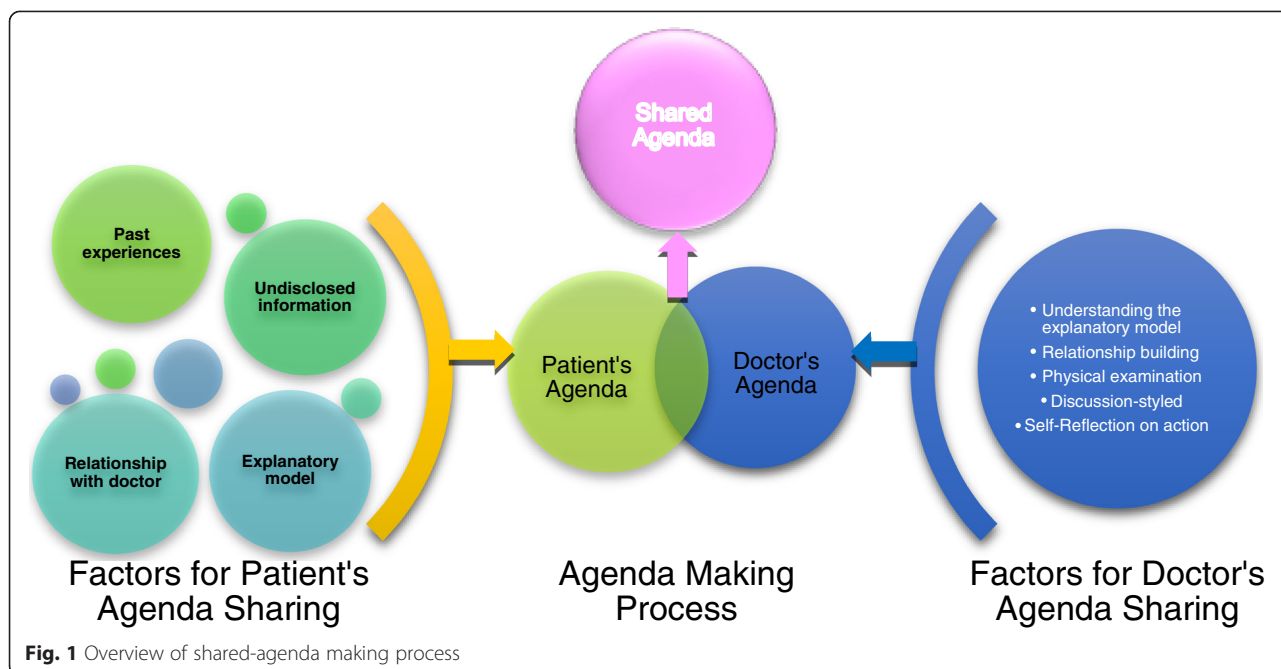 Shared
Agenda
Past
experiences
Undisclosed
information
Relationship
with doctor
Explanatory
model
Patient's
Agenda
Doctor's
Agenda
• Understanding the
explanatory model
• Relationship building
• Physical examination
• Discussion-styled
• Self-Reflection on action
Factors for Patient's
Agenda Sharing
Agenda Making
Process
Factors for Doctor's
Agenda Sharing
Fig. 1 Overview of shared-agenda making process